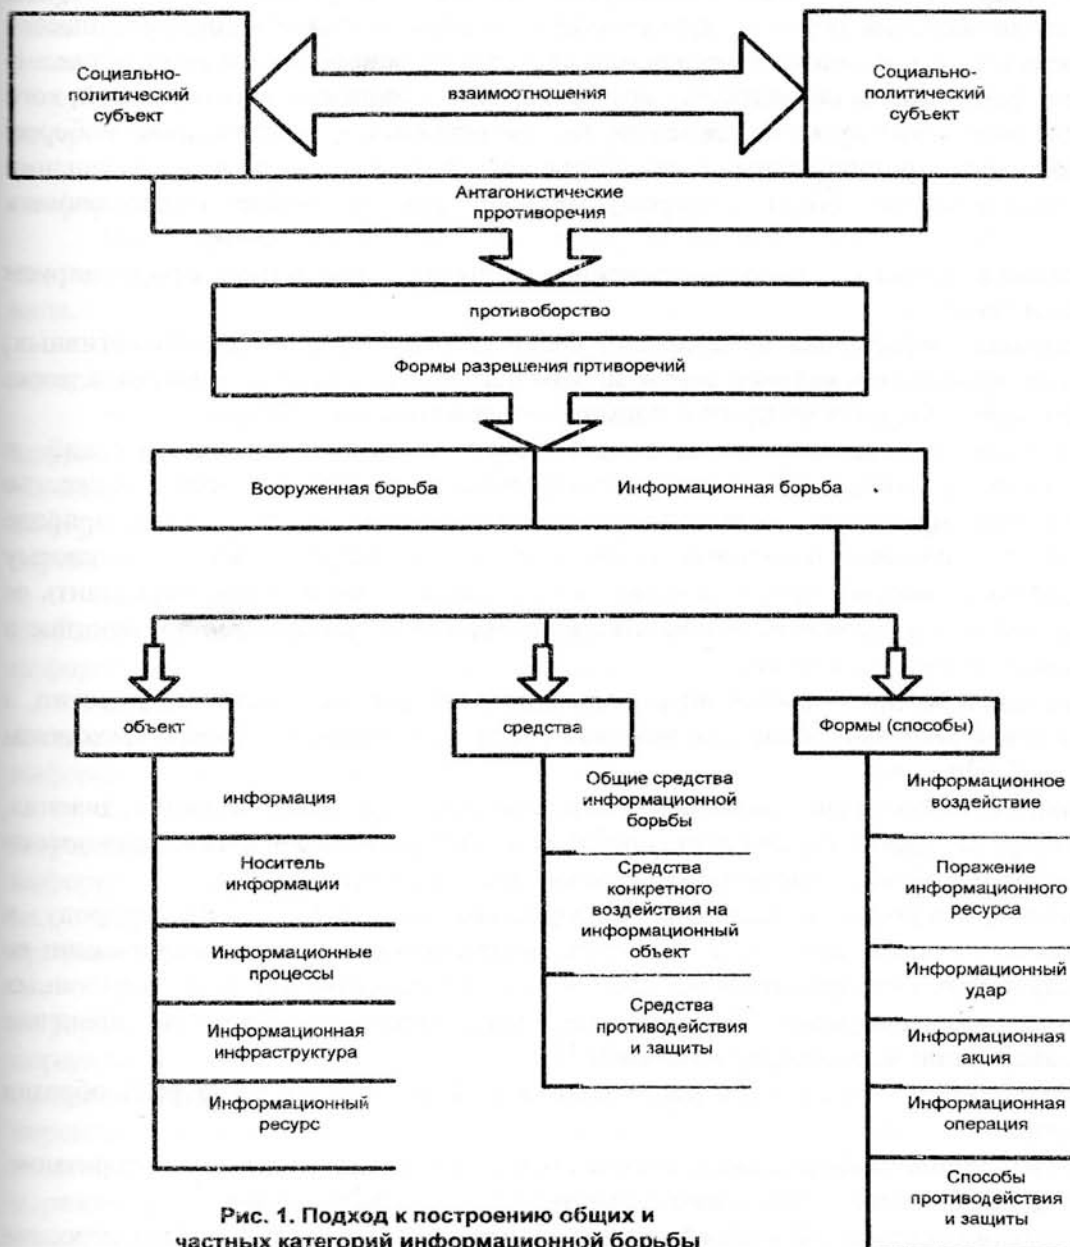 Социально-
политический
субъект
взаимоотношения
Социально-
политический
субъект
Антагонистические
прротиворечия
противоборство
Формы разрешения пртиворечий
Вооруженная борьба
Информационная борьба
объект
средства
Формы (способы)
информация
Носитель
информации
Информационные
процессы
Информационная
инфраструктура
Информационный
ресурс
Общие средства
информационной
борьбы
Средства
конкретного
воздействия на
информационный
объект
Средства
противодействия
и защиты
Информационное
воздействие
Поражение
информационного
ресурса
Информационный
удар
Информационная
акция
Информационная
операция
Способы
противодействия
и защиты
Рис. 1. Подход к построению общих и
частных категорий информационной борьбы